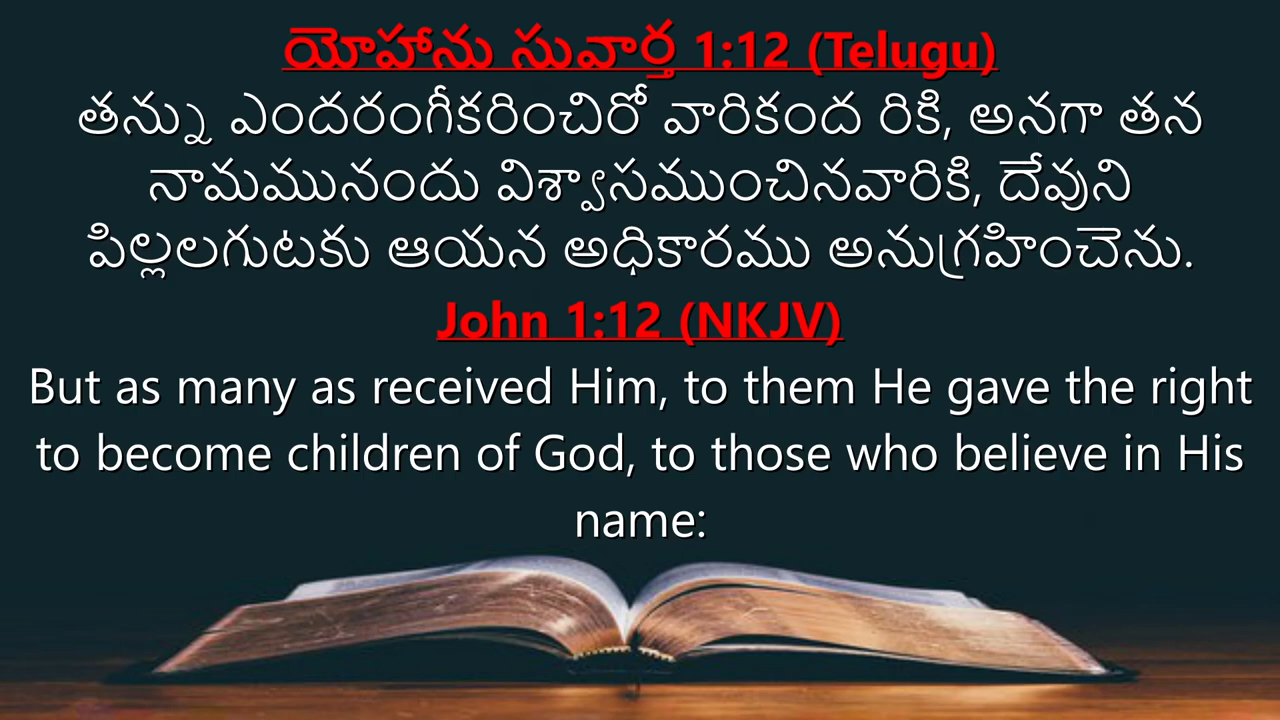 యోహాను సువార్త 1:12 (Telugu)
తన్ను ఎందరంగీకరించిరో వారికంద రికి, అనగా తన
నామమునందు విశ్వాసముంచినవారికి, దేవుని
పిల్లలగుటకు ఆయన అధికారము అనుగ్రహించెను.
John 1:12 (NKJV)
But as many as received Him, to them He gave the right
to become children of God, to those who believe in His
name: